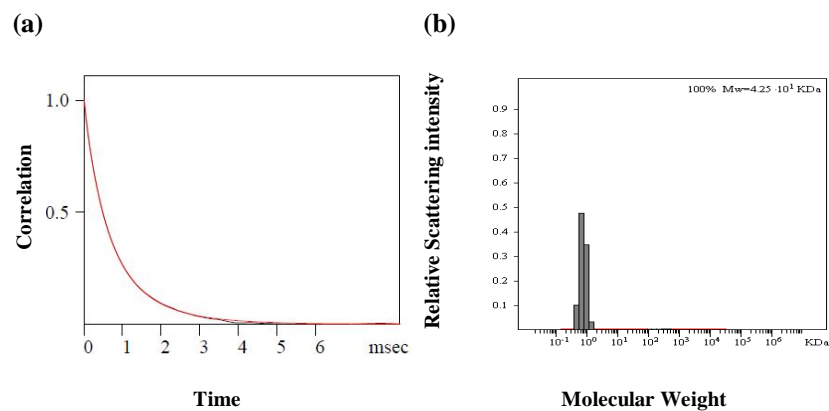 (a)
(b)
Correlation
1.0
0.5
0 1 2 3 4 5 6 msec
Time
Relative Scattering intensity
100% Mw=4.25 ·10¹ KDa
0.9
0.8
0.7
0.6
0.5
0.4
0.3
0.2
0.1
10⁻¹ 10⁰ 10¹ 10² 10³ 10⁴ 10⁵ 10⁶ KDa
Molecular Weight